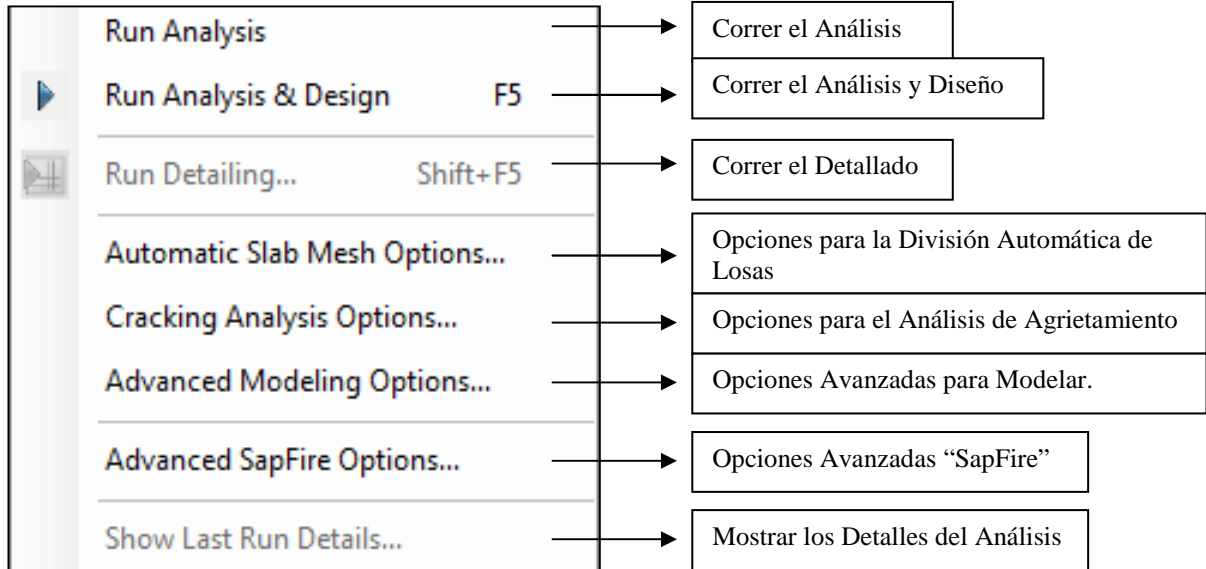 Run Analysis
Correr el Análisis
Run Analysis & Design F5
Correr el Análisis y Diseño
Run Detailing... Shift+F5
Correr el Detallado
Automatic Slab Mesh Options...
Opciones para la División Automática de
Losas
Cracking Analysis Options...
Opciones para el Análisis de Agrietamiento
Advanced Modeling Options...
Opciones Avanzadas para Modelar.
Advanced SapFire Options...
Opciones Avanzadas “SapFire”
Show Last Run Details...
Mostrar los Detalles del Análisis